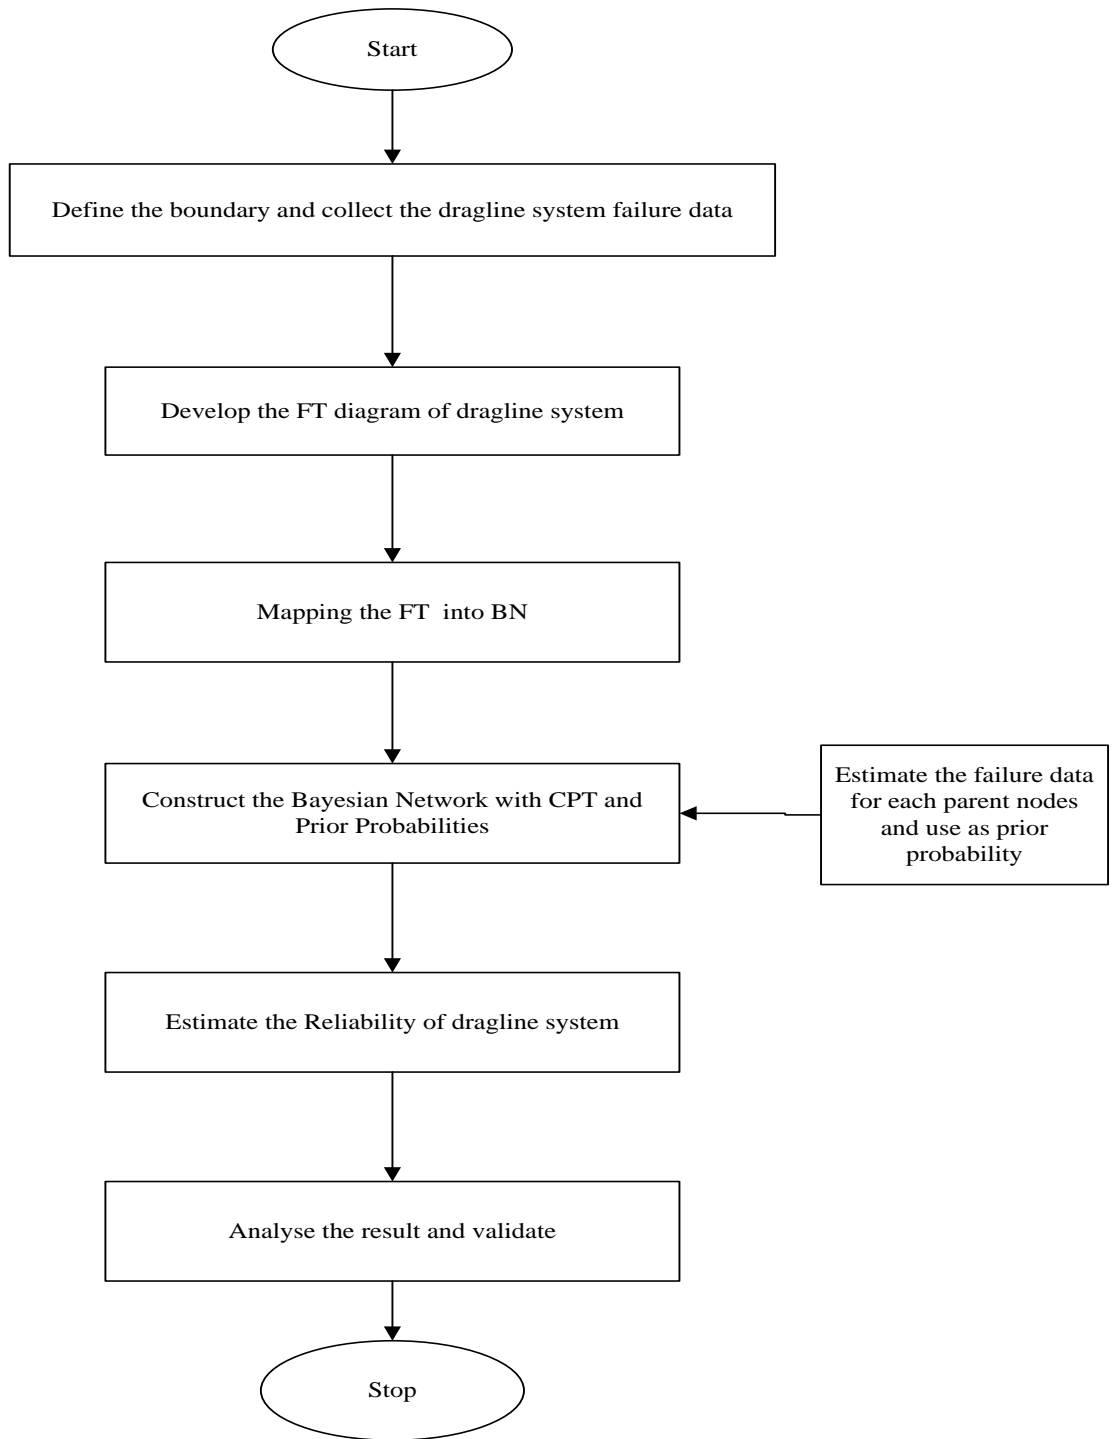 Start
Define the boundary and collect the dragline system failure data
Develop the FT diagram of dragline system
Mapping the FT into BN
Construct the Bayesian Network with CPT and
Prior Probabilities
Estimate the failure data
for each parent nodes
and use as prior
probability
Estimate the Reliability of dragline system
Analyse the result and validate
Stop